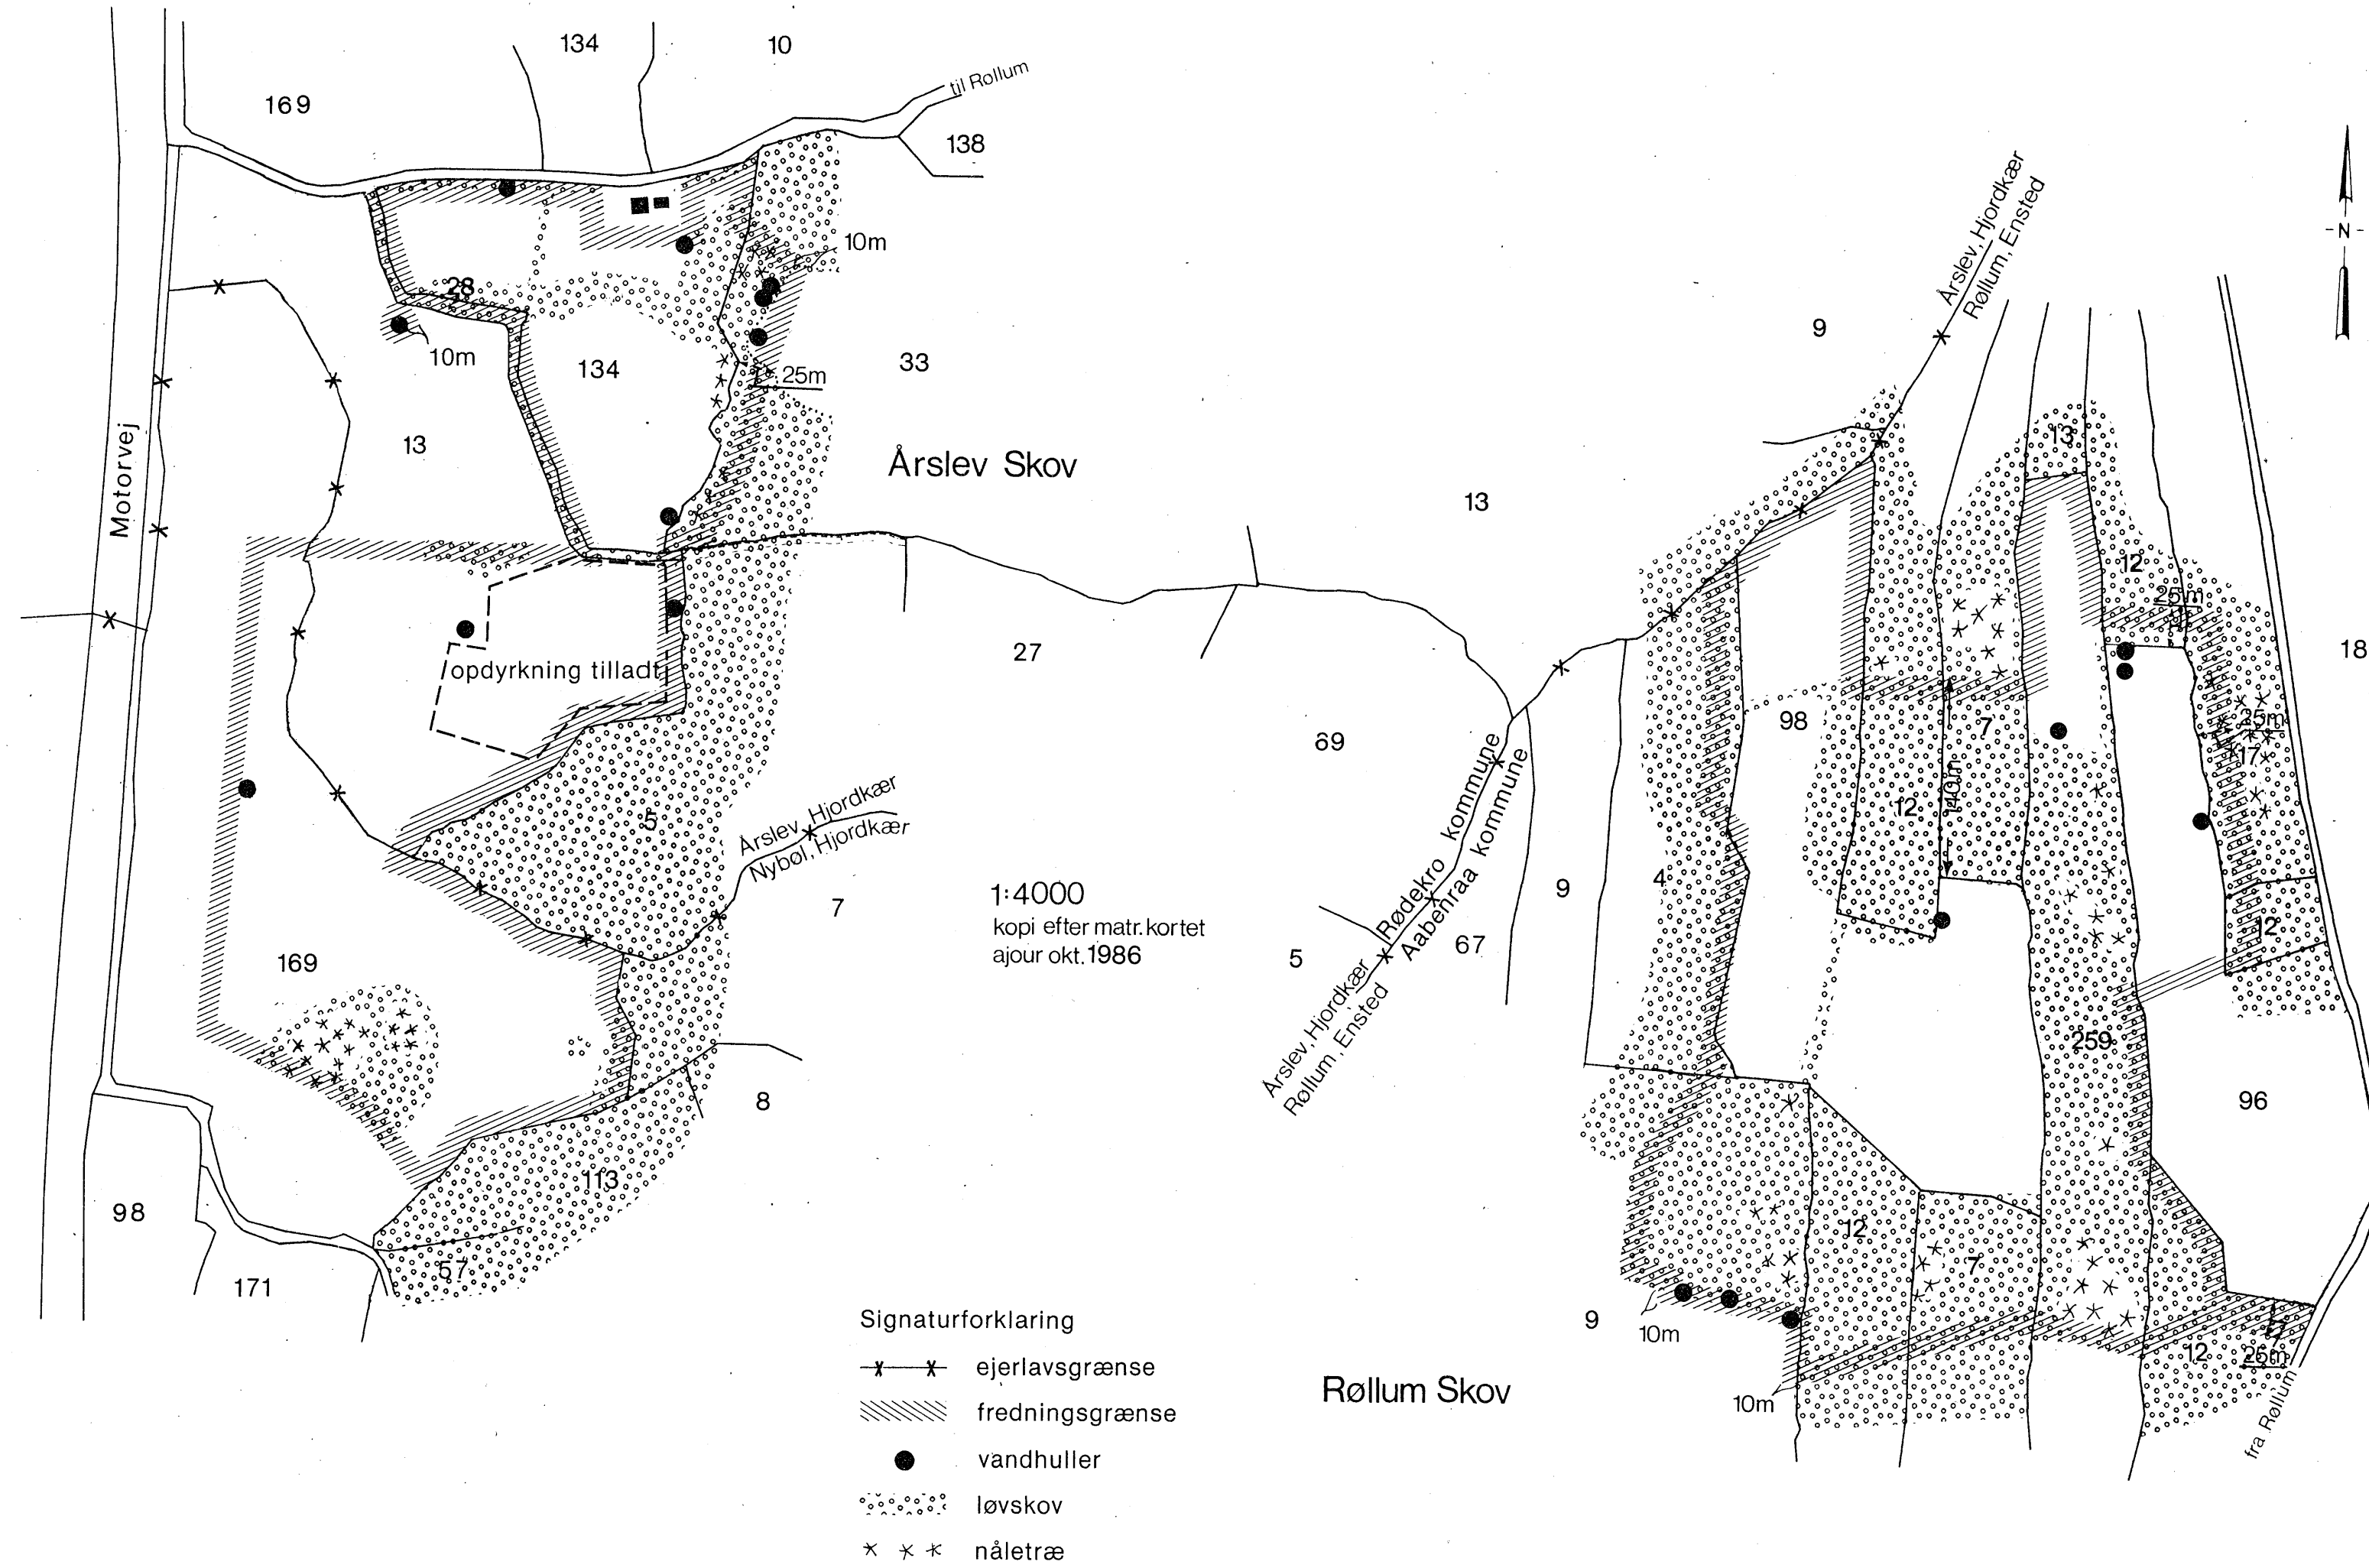 134
10
169
til Rollum
138
10m
28
10m
134
33
25m
13
Motorvej
Årslev Skov
opdyrkning tilladt
27
5
Årslev, Hjordkær
Nybøl, Hjordkær
7
169
113
8
98
57
171
1:4000
kopi efter matr.kortet
ajour okt.1986
Årslev, Hjordkær
Røllum, Ensted
-N-
9
13
13
12
25m
18
69
98
7
25m
17
12
140m
Rødekro kommune
Aabenraa kommune
9
4
12
5
67
Årslev, Hjordkær
Røllum, Ensted
259
96
12
7
9
10m
12
25m
10m
fra Røllum
Røllum Skov
Signaturforklaring
ejerlavsgrænse
fredningsgrænse
vandhuller
løvskov
nåletræ